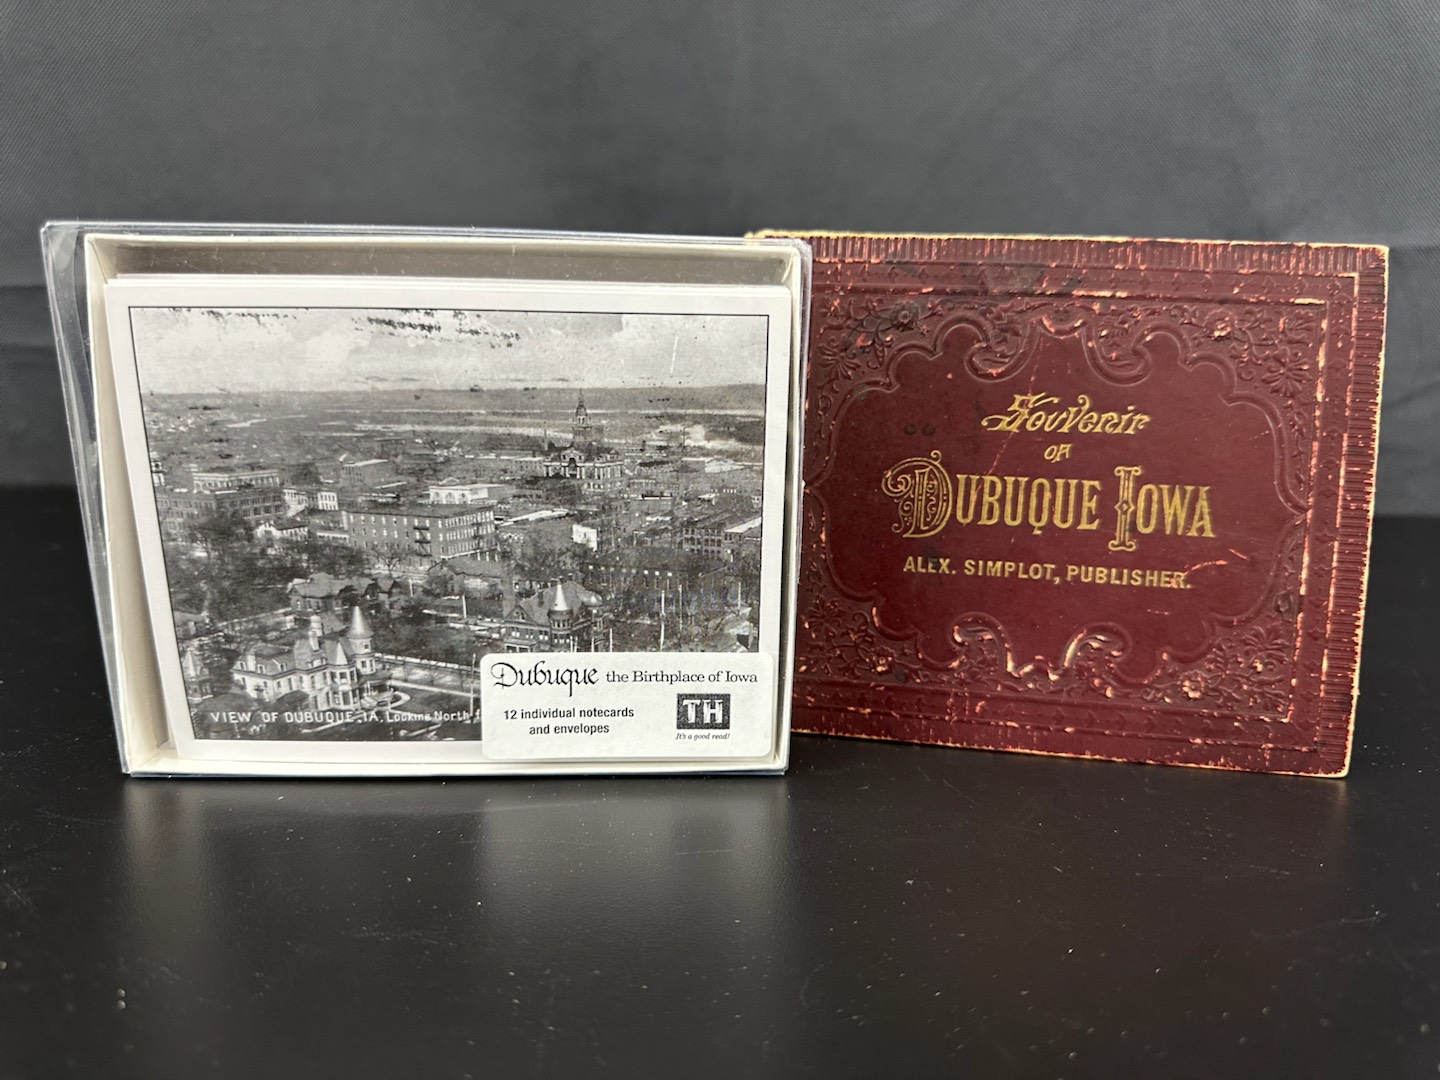 VIEW OF DUBUQUE, IA. Looking North
Dubuque the Birthplace of Iowa
12 individual notecards
and envelopes
TH
It's a good read!
Souvenir
OF
DUBUQUE IOWA
ALEX. SIMPLOT, PUBLISHER.